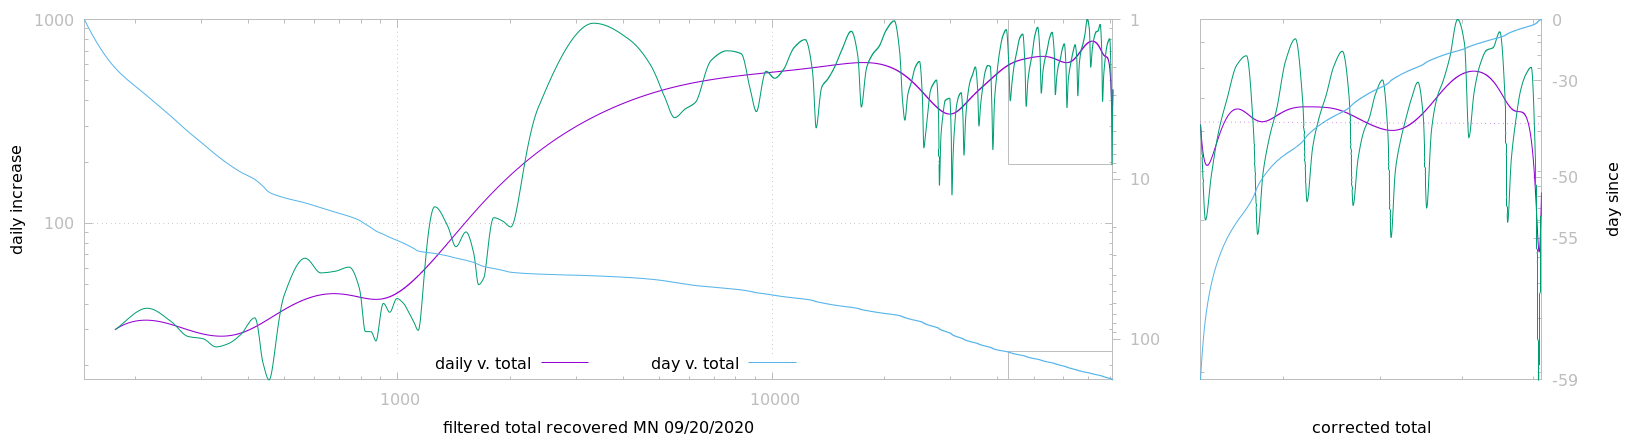 1000
100
daily increase
1000
10000
1
10
100
daily v. total
day v. total
filtered total recovered MN 09/20/2020
0
-30
-50
-55
-59
day since
corrected total